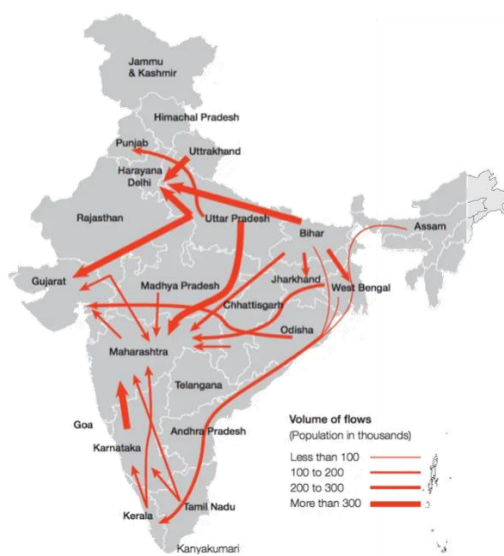 Jammu
& Kashmir
Himachal Pradesh
Punjab
Uttrakhand
Harayana
Delhi
Rajasthan
Uttar Pradesh
Bihar
Assam
Gujarat
Madhya Pradesh
Jharkhand
West Bengal
Chhattisgarh
Odisha
Maharashtra
Telangana
Goa
Karnataka
Andhra Pradesh
Kerala
Tamil Nadu
Kanyakumari
Volume of flows
(Population in thousands)
Less than 100
100 to 200
200 to 300
More than 300